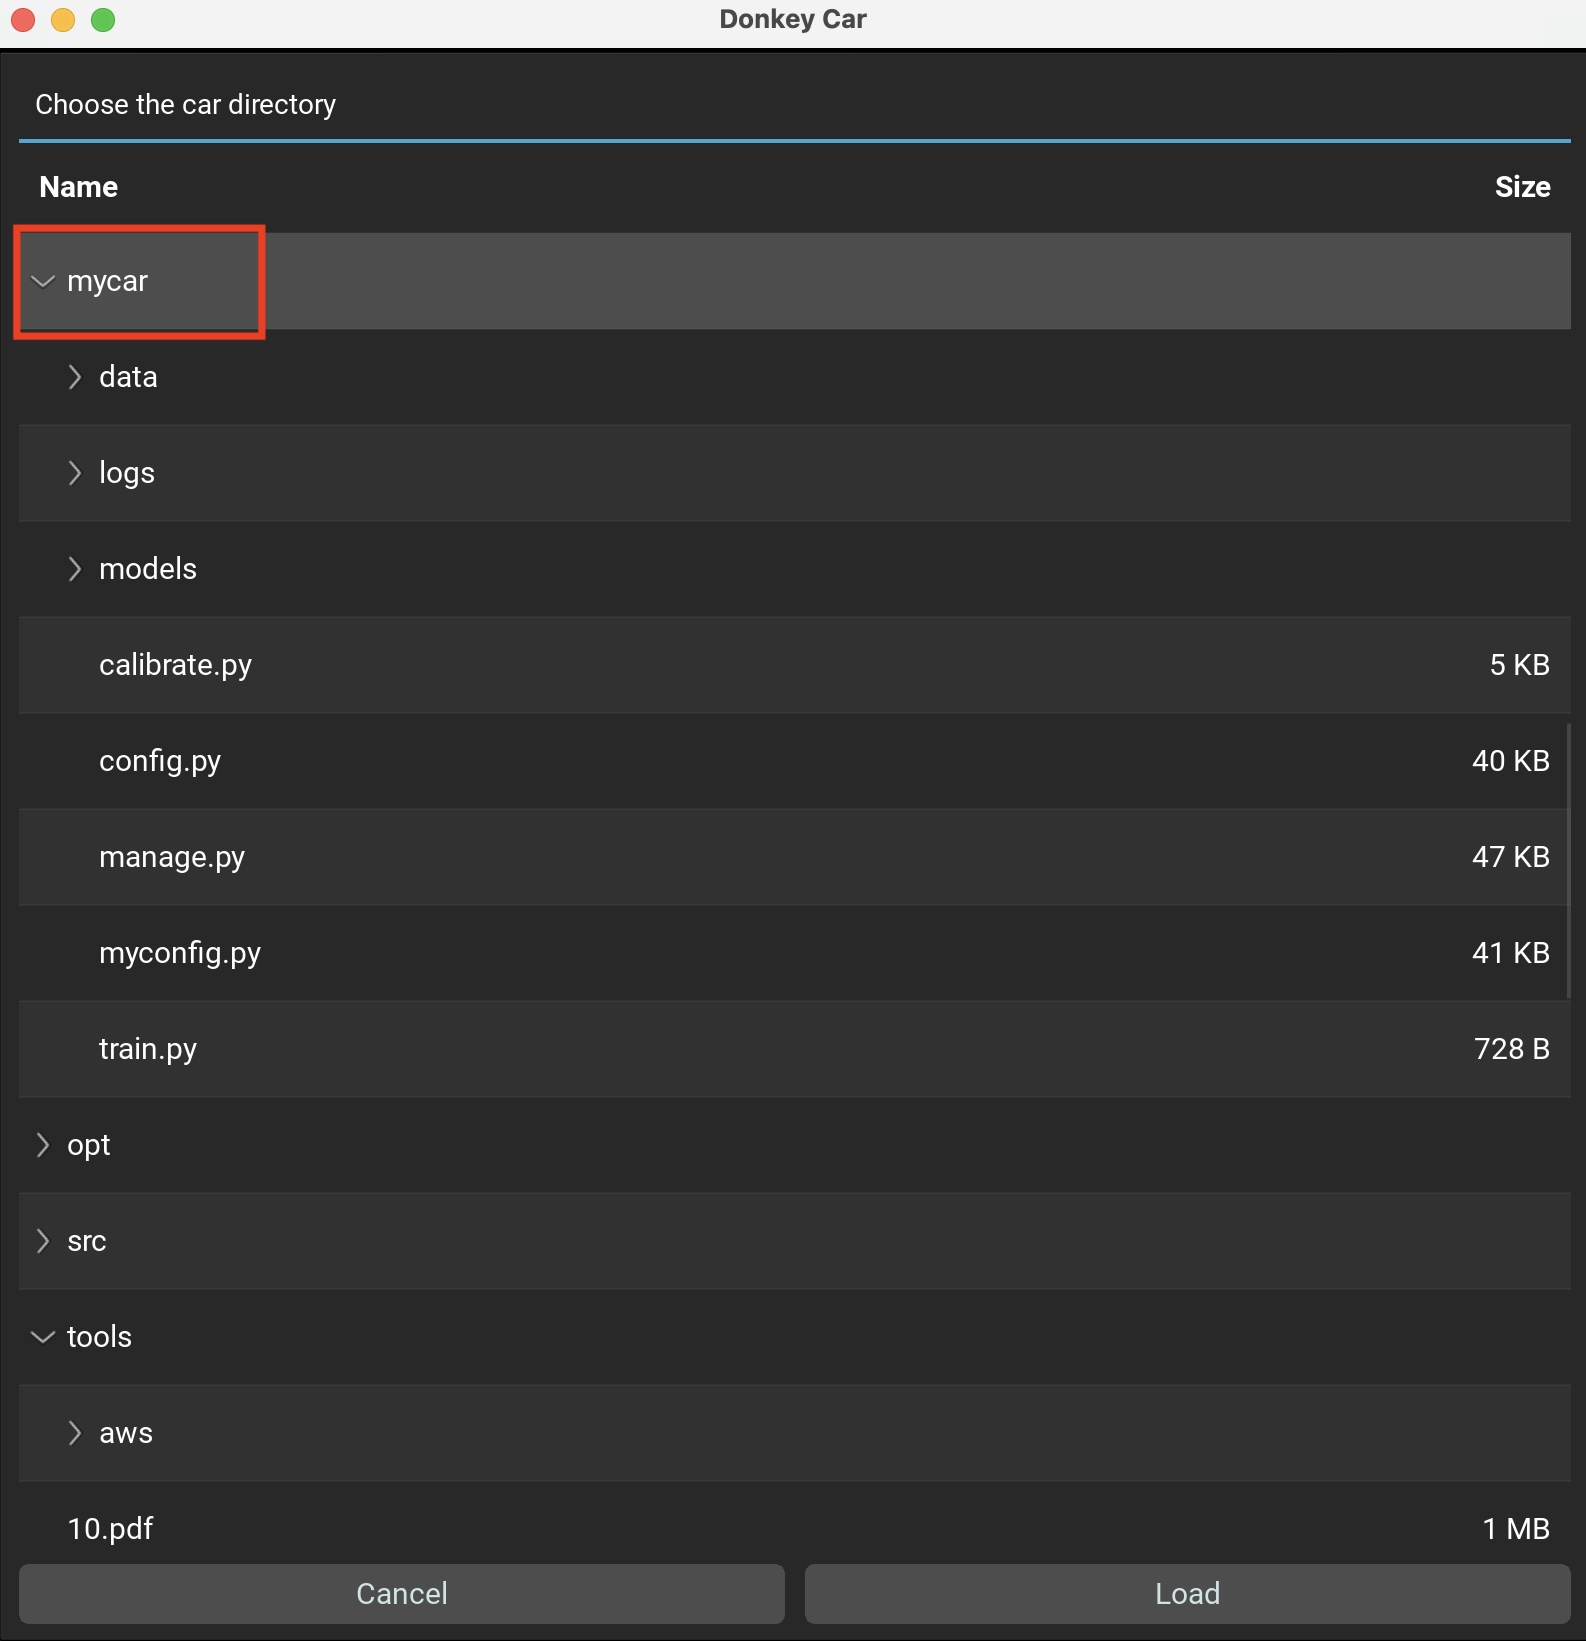 Donkey Car
Choose the car directory
Name Size
mycar
data
logs
models
calibrate.py 5 KB
config.py 40 KB
manage.py 47 KB
myconfig.py 41 KB
train.py 728 B
opt
src
tools
aws
10.pdf 1 MB
Cancel Load